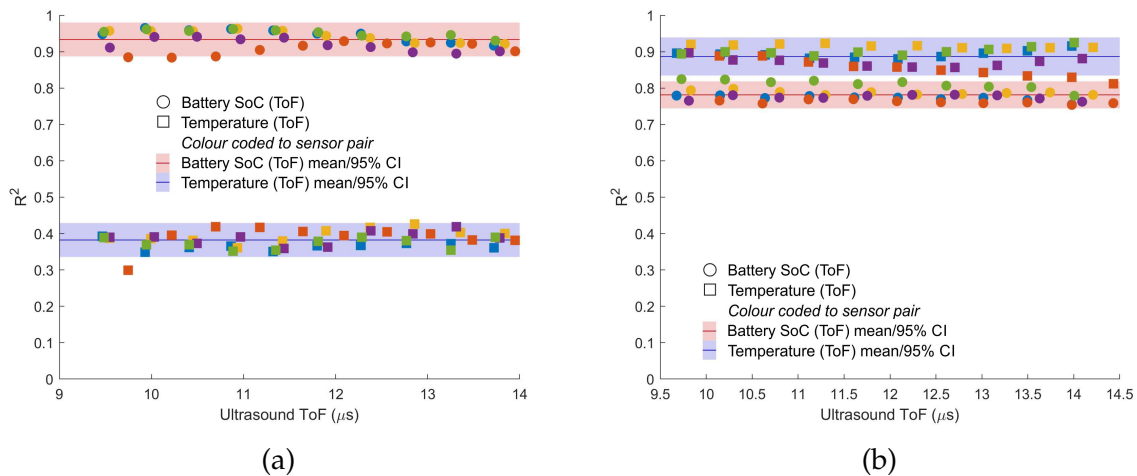 1
0.9
0.8
0.7
0.6
0.5
0.4
0.3
0.2
0.1
0
R²
Battery SoC (ToF)
Temperature (ToF)
Colour coded to sensor pair
Battery SoC (ToF) mean/95% CI
Temperature (ToF) mean/95% CI
9 10 11 12 13 14
Ultrasound ToF (μs)
(a)
1
0.9
0.8
0.7
0.6
0.5
0.4
0.3
0.2
0.1
0
R²
Battery SoC (ToF)
Temperature (ToF)
Colour coded to sensor pair
Battery SoC (ToF) mean/95% CI
Temperature (ToF) mean/95% CI
9.5 10 10.5 11 11.5 12 12.5 13 13.5 14 14.5
Ultrasound ToF (μs)
(b)